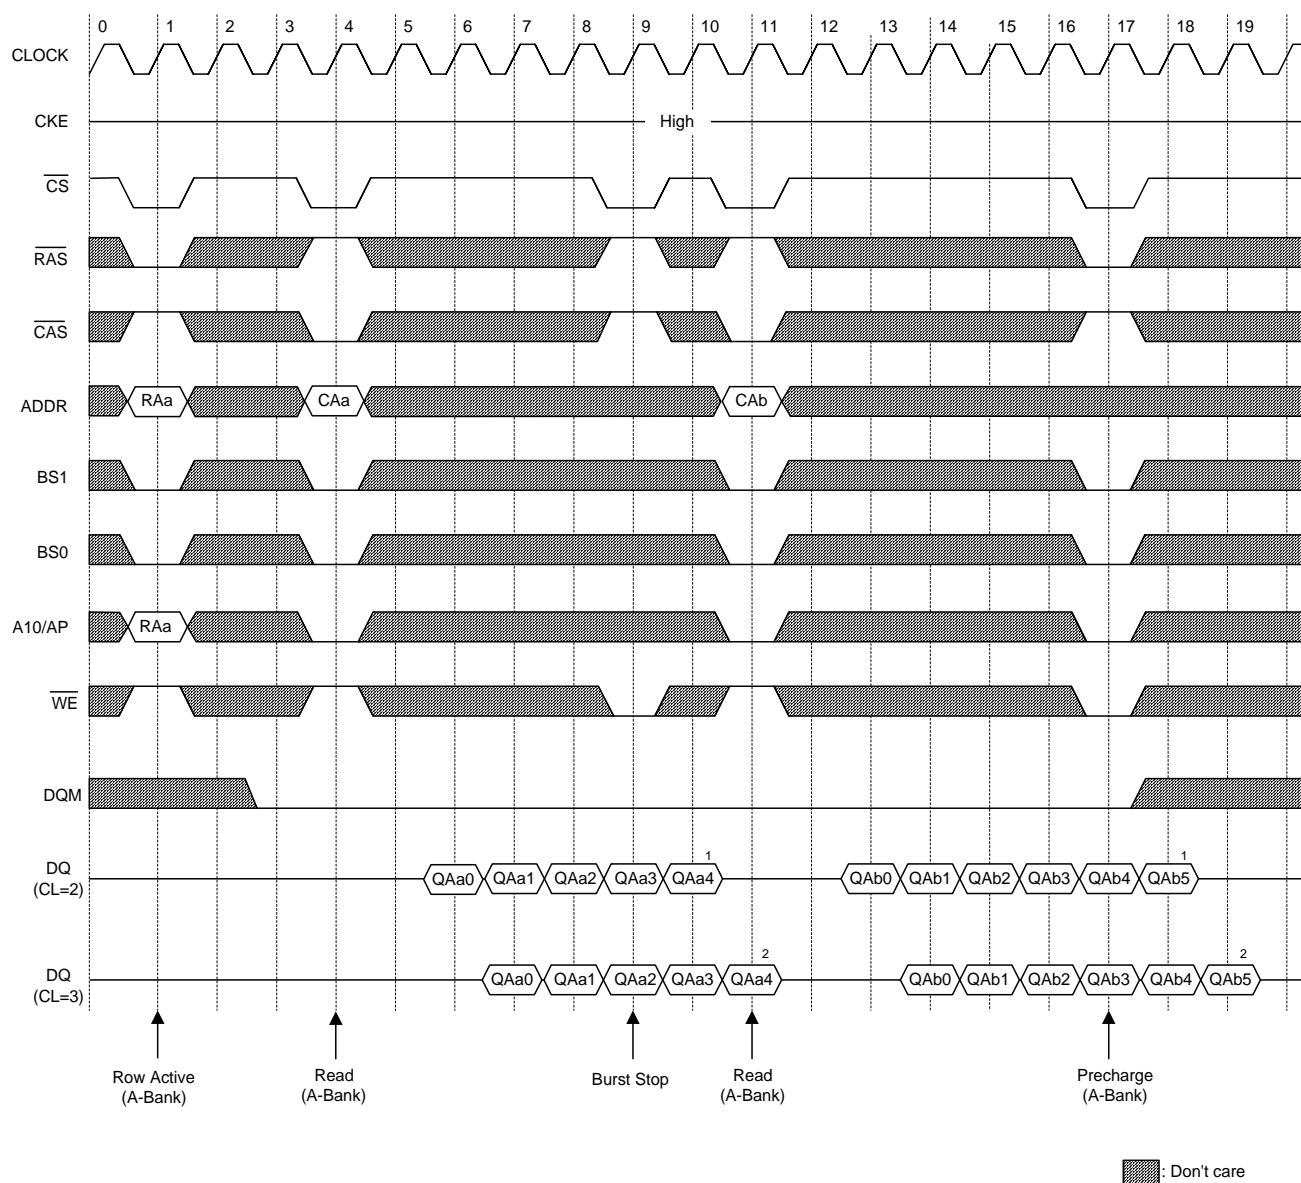 0 1 2 3 4 5 6 7 8 9 10 11 12 13 14 15 16 17 18 19
CLOCK
CKE High
CS
RAS
CAS
ADDR RAa CAa CAb
BS1
BS0
A10/AP RAa
WE
DQM
DQ
(CL=2)
QAa0 QAa1 QAa2 QAa3 QAa4 1 QAb0 QAb1 QAb2 QAb3 QAb4 QAb5 1
DQ
(CL=3)
QAa0 QAa1 QAa2 QAa3 QAa4 2 QAb0 QAb1 QAb2 QAb3 QAb4 QAb5 2
Row Active
(A-Bank)
Read
(A-Bank)
Burst Stop
Read
(A-Bank)
Precharge
(A-Bank)
: Don't care